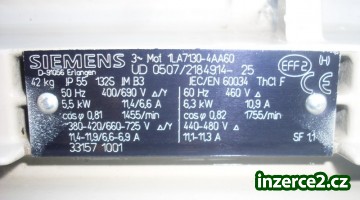 SIEMENS 3~ Mot 1LA7130-4AA60
D-91056 Erlangen UD 0507/2184914-25
EFF2 (H)
42 kg IP 55 132S IM B3 IEC/EN 60034 ThCl F
50 Hz 400/690 V Δ/Y 60 Hz 460 V Δ
5,5 kW 11,4/6,6 A 6,3 kW 10,9 A
cos φ 0,81 1455/min cos φ 0,82 1755/min
380-420/660-725 V Δ/Y 440-480 V Δ
11,4-11,9/6,6-6,9 A 11,1-11,3 A SF 1,1
33157 1001
inzerce2.cz